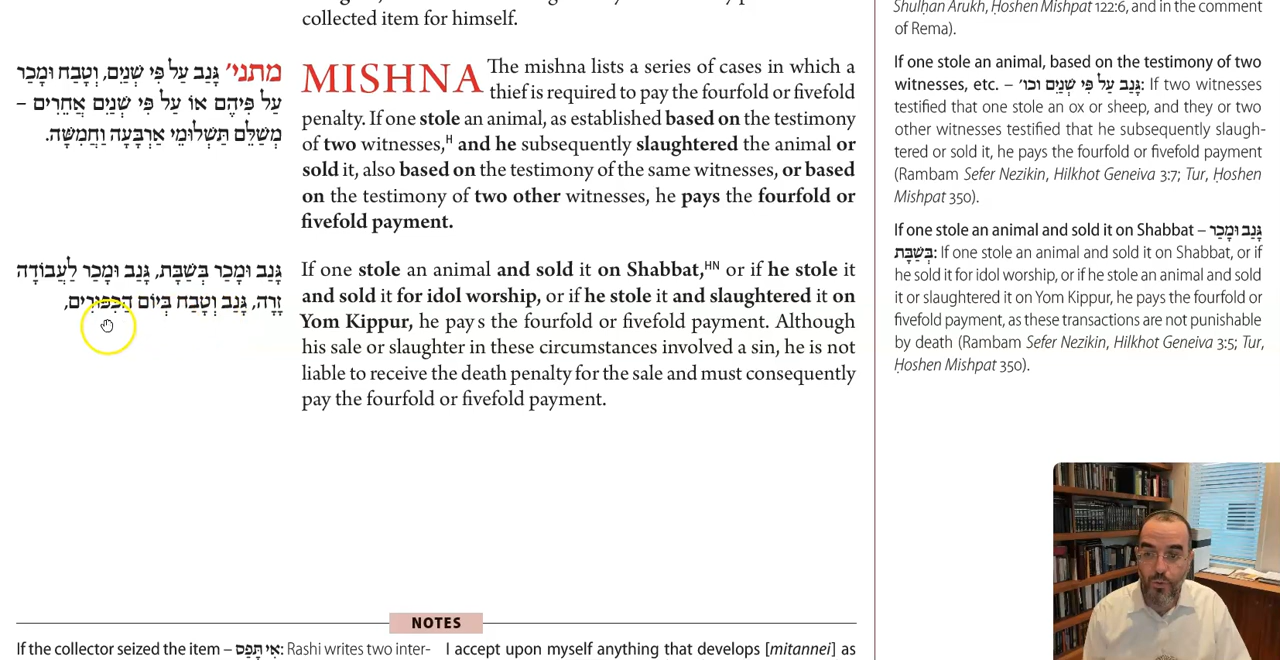 collected item for himself.
מתני׳ גָּנַב עַל פִּי שְׁנַיִם, וְטָבַח וּמָכַר
עַל פִּיהֶם אוֹ עַל פִּי שְׁנַיִם אֲחֵרִים –
מְשַׁלֵּם תַּשְׁלוּמֵי אַרְבָּעָה וַחֲמִשָּׁה.
MISHNA The mishna lists a series of cases in which a
thief is required to pay the fourfold or fivefold
penalty. If one stole an animal, as established based on the testimony
of two witnesses,ᴴ and he subsequently slaughtered the animal or
sold it, also based on the testimony of the same witnesses, or based
on the testimony of two other witnesses, he pays the fourfold or
fivefold payment.
גָּנַב וּמָכַר בְּשַׁבָּת, גָּנַב וּמָכַר לַעֲבוֹדָה
זָרָה, גָּנַב וְטָבַח בְּיוֹם הַכִּפּוּרִים,
If one stole an animal and sold it on Shabbat,ᴴᴺ or if he stole it
and sold it for idol worship, or if he stole it and slaughtered it on
Yom Kippur, he pays the fourfold or fivefold payment. Although
his sale or slaughter in these circumstances involved a sin, he is not
liable to receive the death penalty for the sale and must consequently
pay the fourfold or fivefold payment.
Shulḥan Arukh, Ḥoshen Mishpat 122:6, and in the comment
of Rema).
If one stole an animal, based on the testimony of two
witnesses, etc. – גָּנַב עַל פִּי שְׁנַיִם וכו׳: If two witnesses
testified that one stole an ox or sheep, and they or two
other witnesses testified that he subsequently slaugh-
tered or sold it, he pays the fourfold or fivefold payment
(Rambam Sefer Nezikin, Hilkhot Geneiva 3:7; Tur, Ḥoshen
Mishpat 350).
If one stole an animal and sold it on Shabbat – גָּנַב וּמָכַר
בְּשַׁבָּת: If one stole an animal and sold it on Shabbat, or if
he sold it for idol worship, or if he stole an animal and sold
it or slaughtered it on Yom Kippur, he pays the fourfold or
fivefold payment, as these transactions are not punishable
by death (Rambam Sefer Nezikin, Hilkhot Geneiva 3:5; Tur,
Ḥoshen Mishpat 350).
NOTES
If the collector seized the item – אִי תָּפַס: Rashi writes two inter-
I accept upon myself anything that develops [mitannei] as